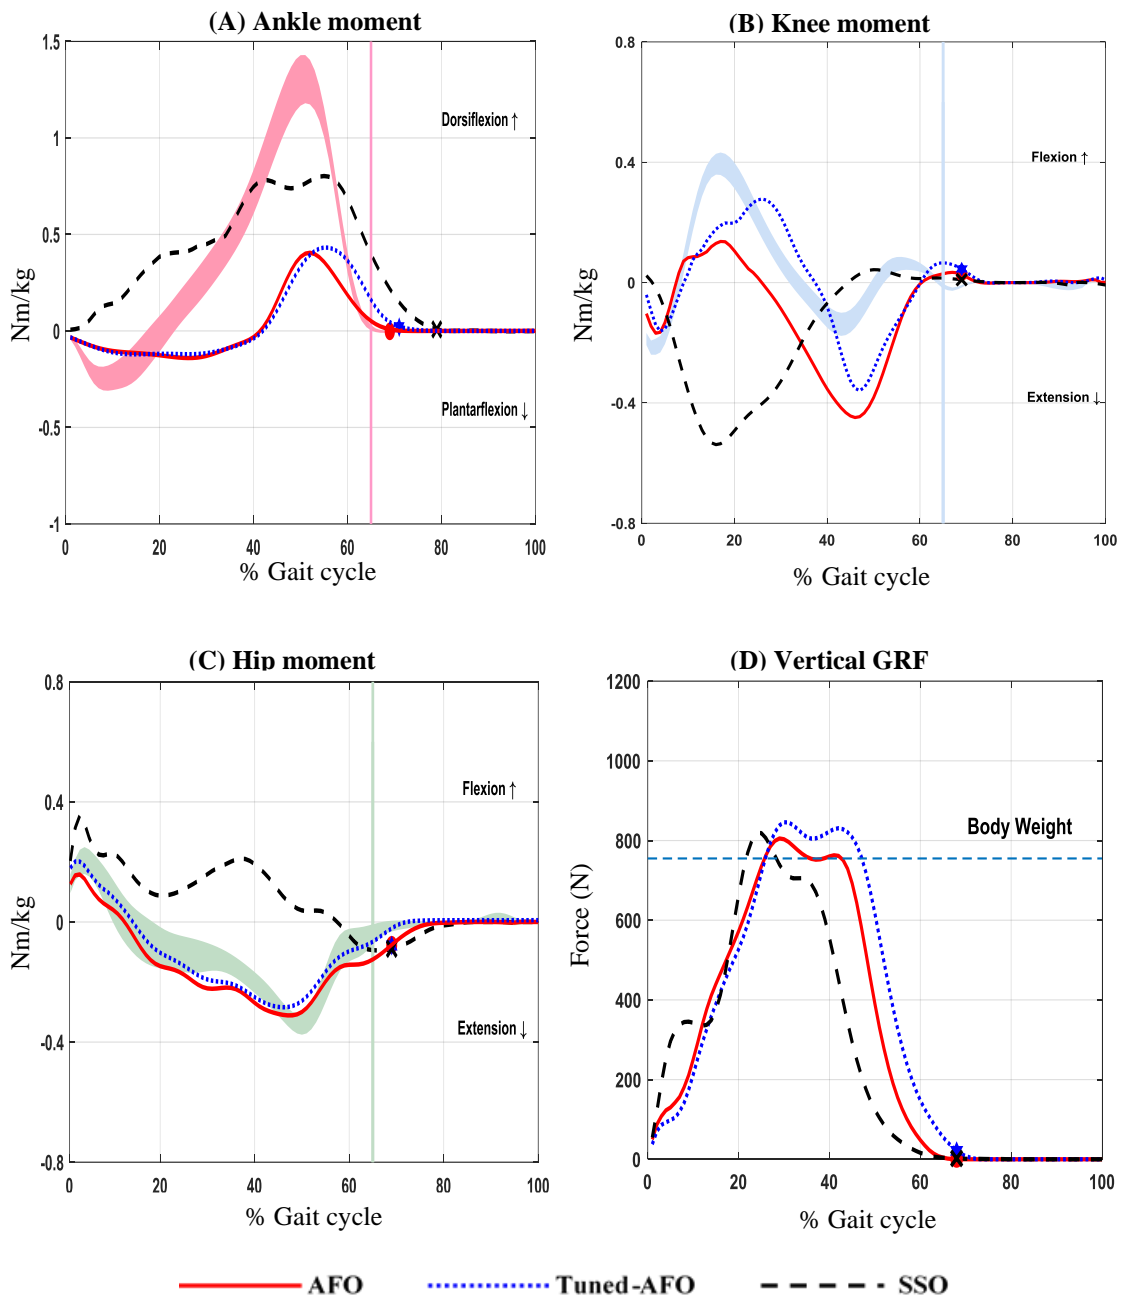 (A) Ankle moment
1.5
1
0.5
0
-0.5
-1
Nm/kg
Dorsiflexion ↑
Plantarflexion ↓
0 20 40 60 80 100
% Gait cycle
(B) Knee moment
0.8
0.4
0
-0.4
-0.8
Nm/kg
Flexion ↑
Extension ↓
0 20 40 60 80 100
% Gait cycle
(C) Hip moment
0.8
0.4
0
-0.4
-0.8
Nm/kg
Flexion ↑
Extension ↓
0 20 40 60 80 100
% Gait cycle
(D) Vertical GRF
1200
1000
800
600
400
200
0
Force (N)
Body Weight
0 20 40 60 80 100
% Gait cycle
AFO Tuned-AFO SSO